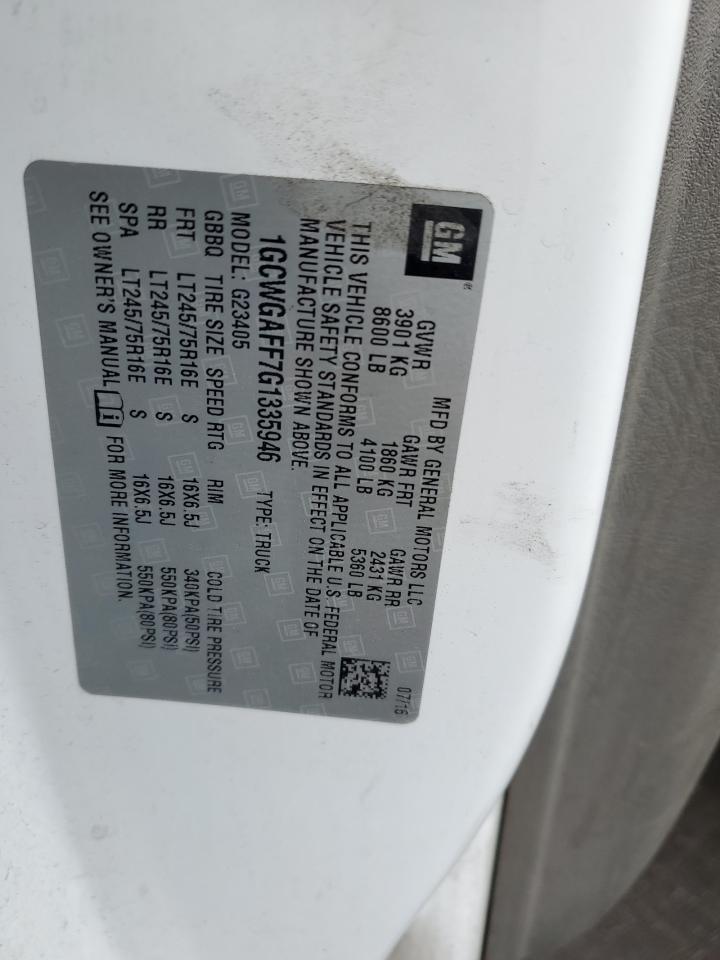 GM
MFD BY GENERAL MOTORS LLC 07/16
GVWR GAWR FRT GAWR RR
3901 KG 1860 KG 2431 KG
8600 LB 4100 LB 5360 LB
THIS VEHICLE CONFORMS TO ALL APPLICABLE U.S. FEDERAL MOTOR
VEHICLE SAFETY STANDARDS IN EFFECT ON THE DATE OF
MANUFACTURE SHOWN ABOVE.
1GCWGAFF7G1335946 TYPE: TRUCK
MODEL: G23405
GBBQ TIRE SIZE SPEED RTG RIM COLD TIRE PRESSURE
FRT LT245/75R16E S 16X6.5J 340KPA(50PSI)
RR LT245/75R16E S 16X6.5J 550KPA(80PSI)
SPA LT245/75R16E S 16X6.5J 550KPA(80PSI)
SEE OWNER'S MANUAL FOR MORE INFORMATION.